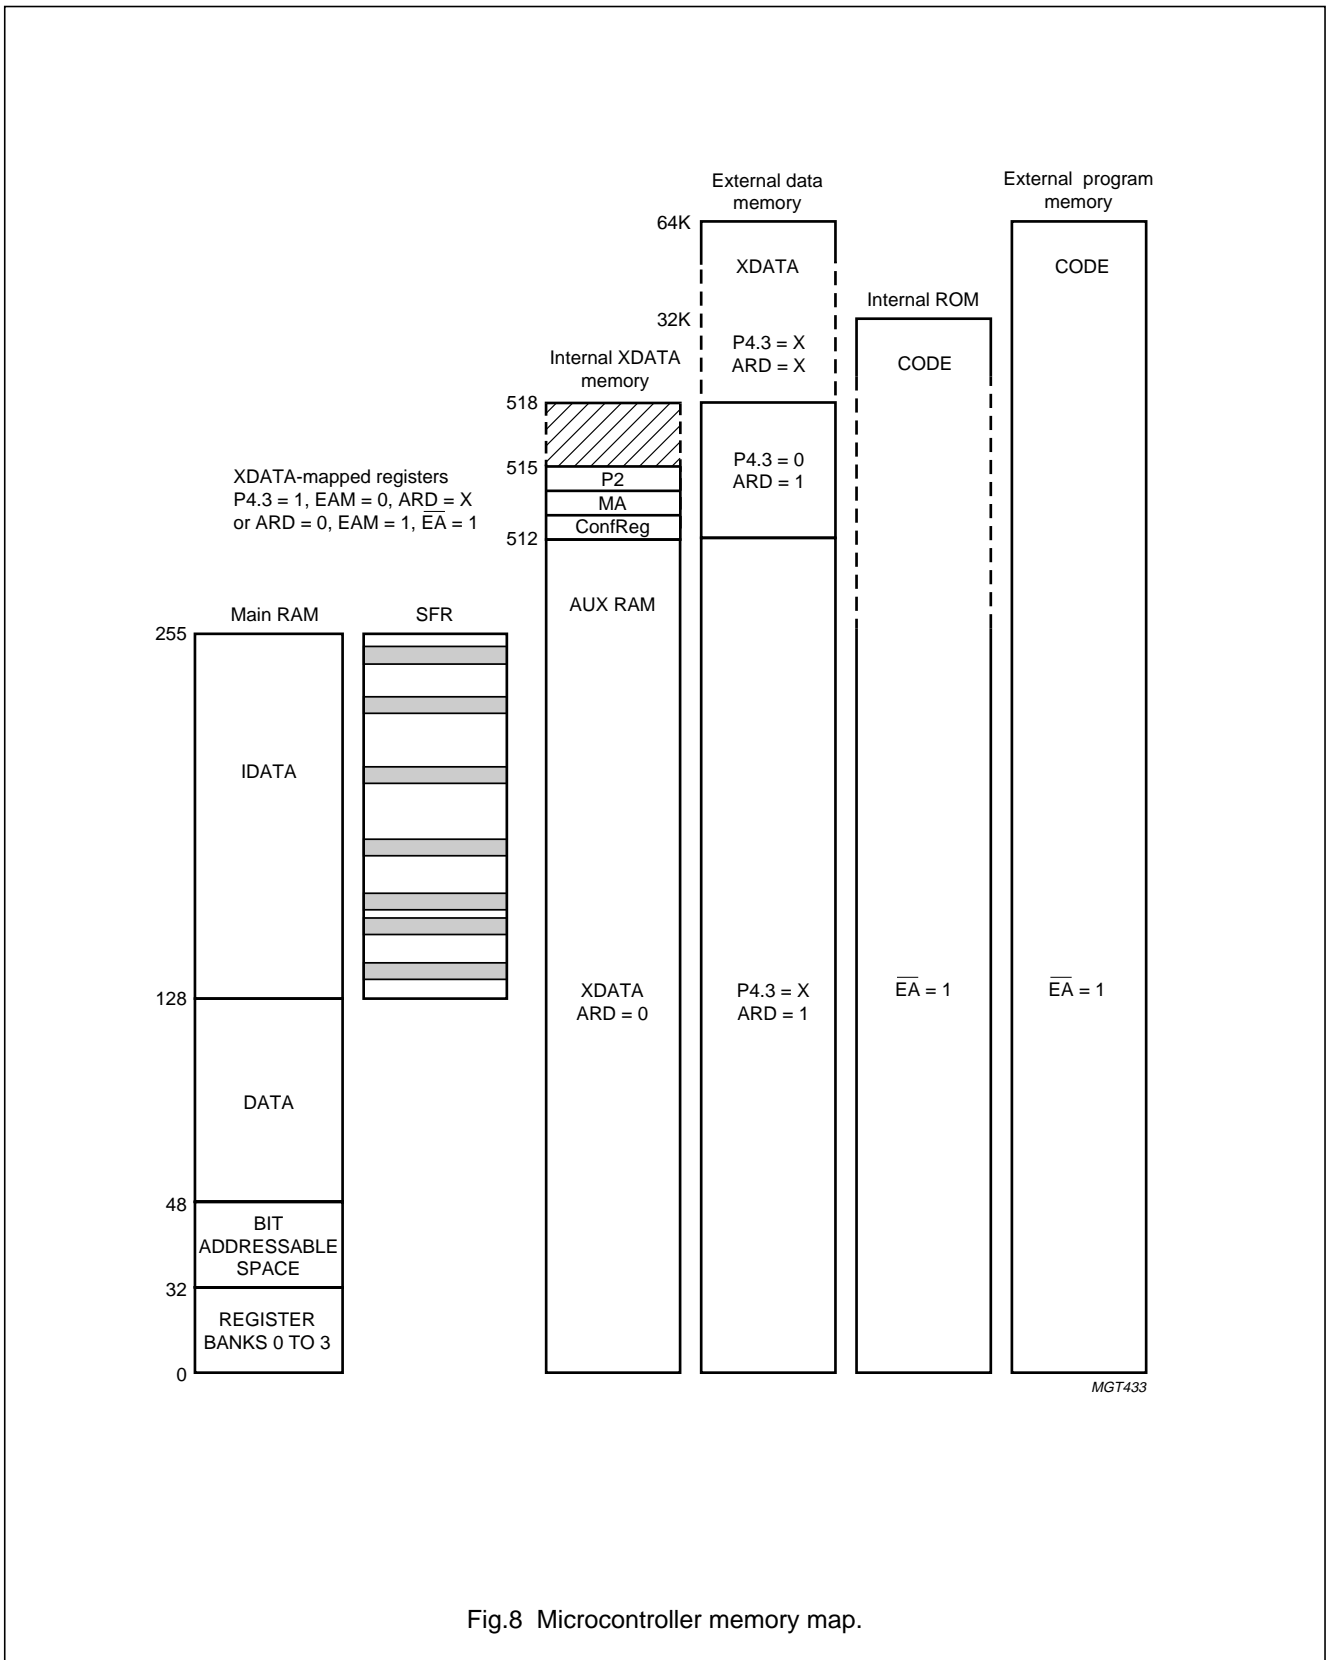 External data
memory
External program
memory
64K
XDATA
CODE
Internal ROM
32K
P4.3 = X
ARD = X
CODE
Internal XDATA
memory
518
515
P2
MA
ConfReg
512
P4.3 = 0
ARD = 1
XDATA-mapped registers
P4.3 = 1, EAM = 0, ARD = X
or ARD = 0, EAM = 1, E̅A̅ = 1
AUX RAM
Main RAM
SFR
255
IDATA
128
XDATA
ARD = 0
P4.3 = X
ARD = 1
E̅A̅ = 1
E̅A̅ = 1
DATA
48
BIT
ADDRESSABLE
SPACE
32
REGISTER
BANKS 0 TO 3
0
MGT433
Fig.8 Microcontroller memory map.